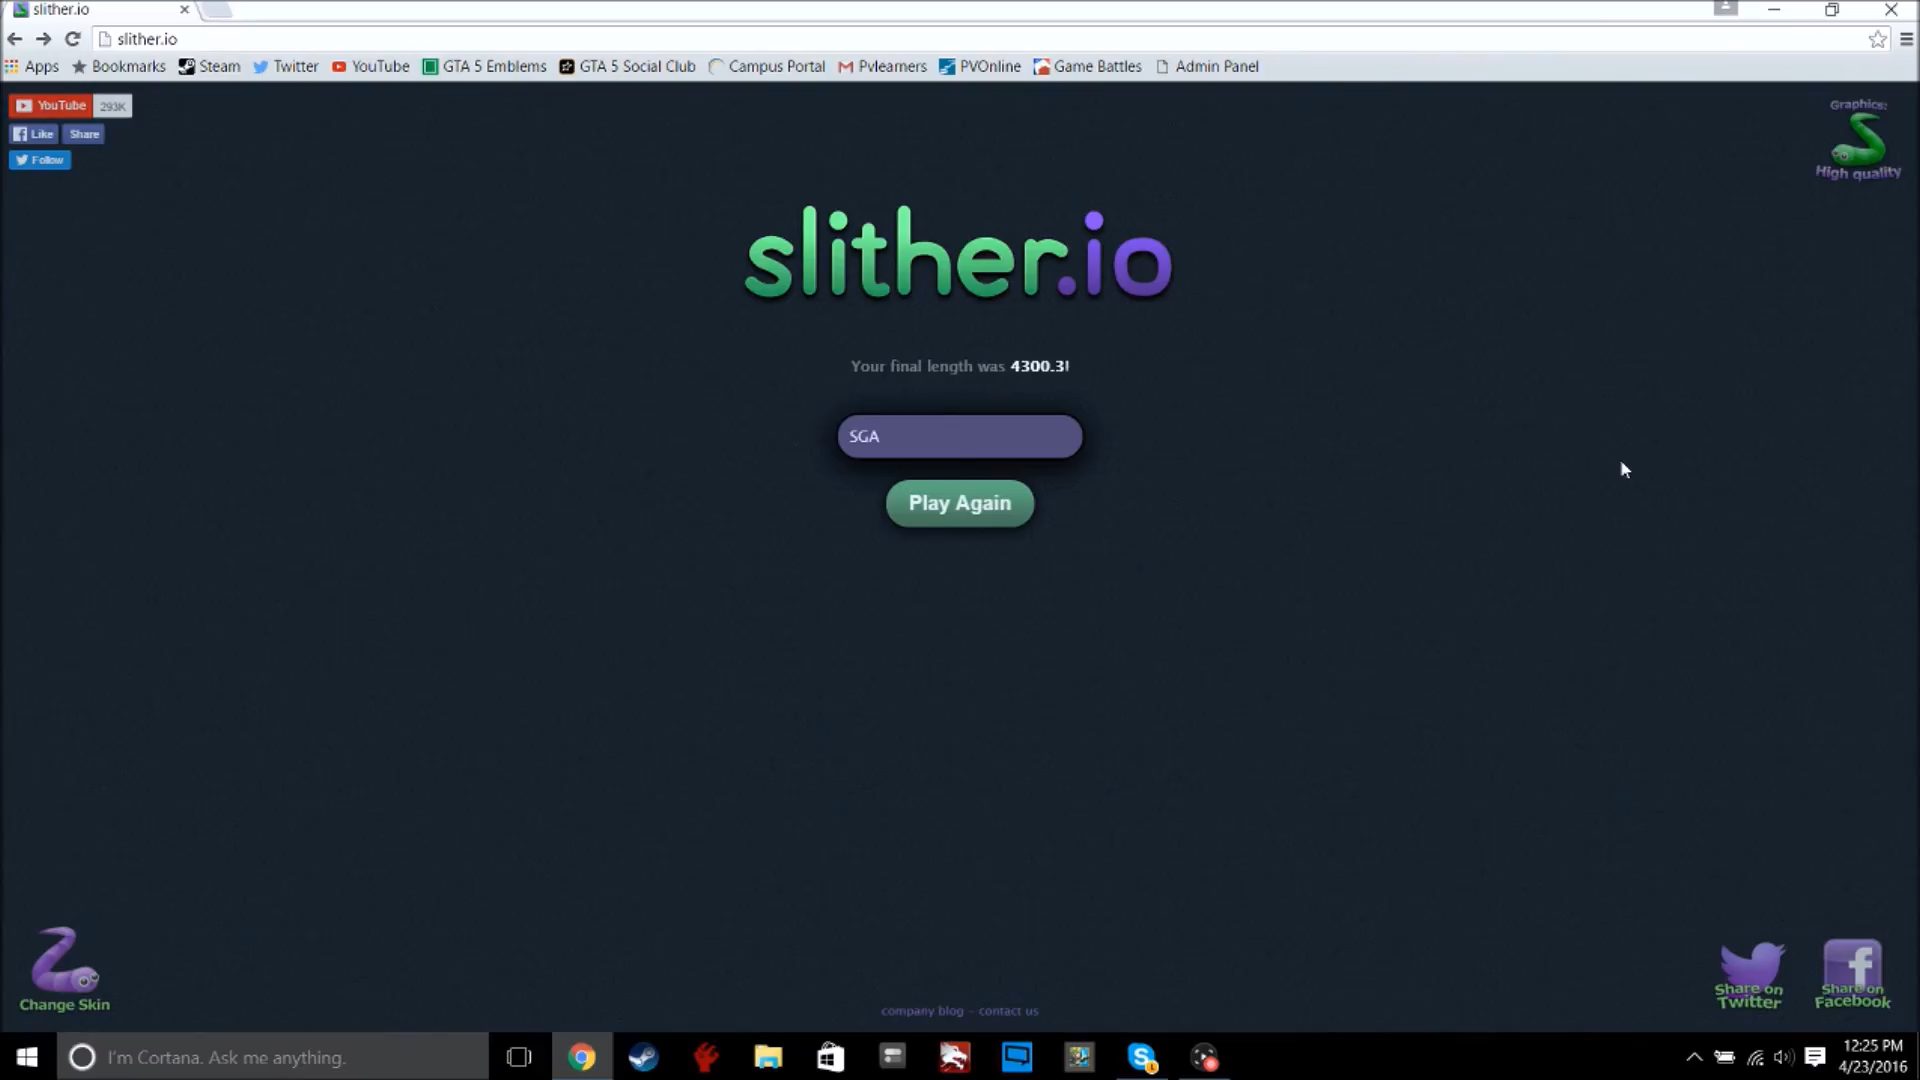 slither.io
slither.io
Apps Bookmarks Steam Twitter YouTube GTA 5 Emblems GTA 5 Social Club Campus Portal Pvlearners PVOnline Game Battles Admin Panel
YouTube 293K
Like Share
Follow
Graphics:
High quality
slither.io
Your final length was 4300.3!
SGA
Play Again
Change Skin
company blog - contact us
Share on
Twitter
Share on
Facebook
I'm Cortana. Ask me anything.
12:25 PM
4/23/2016